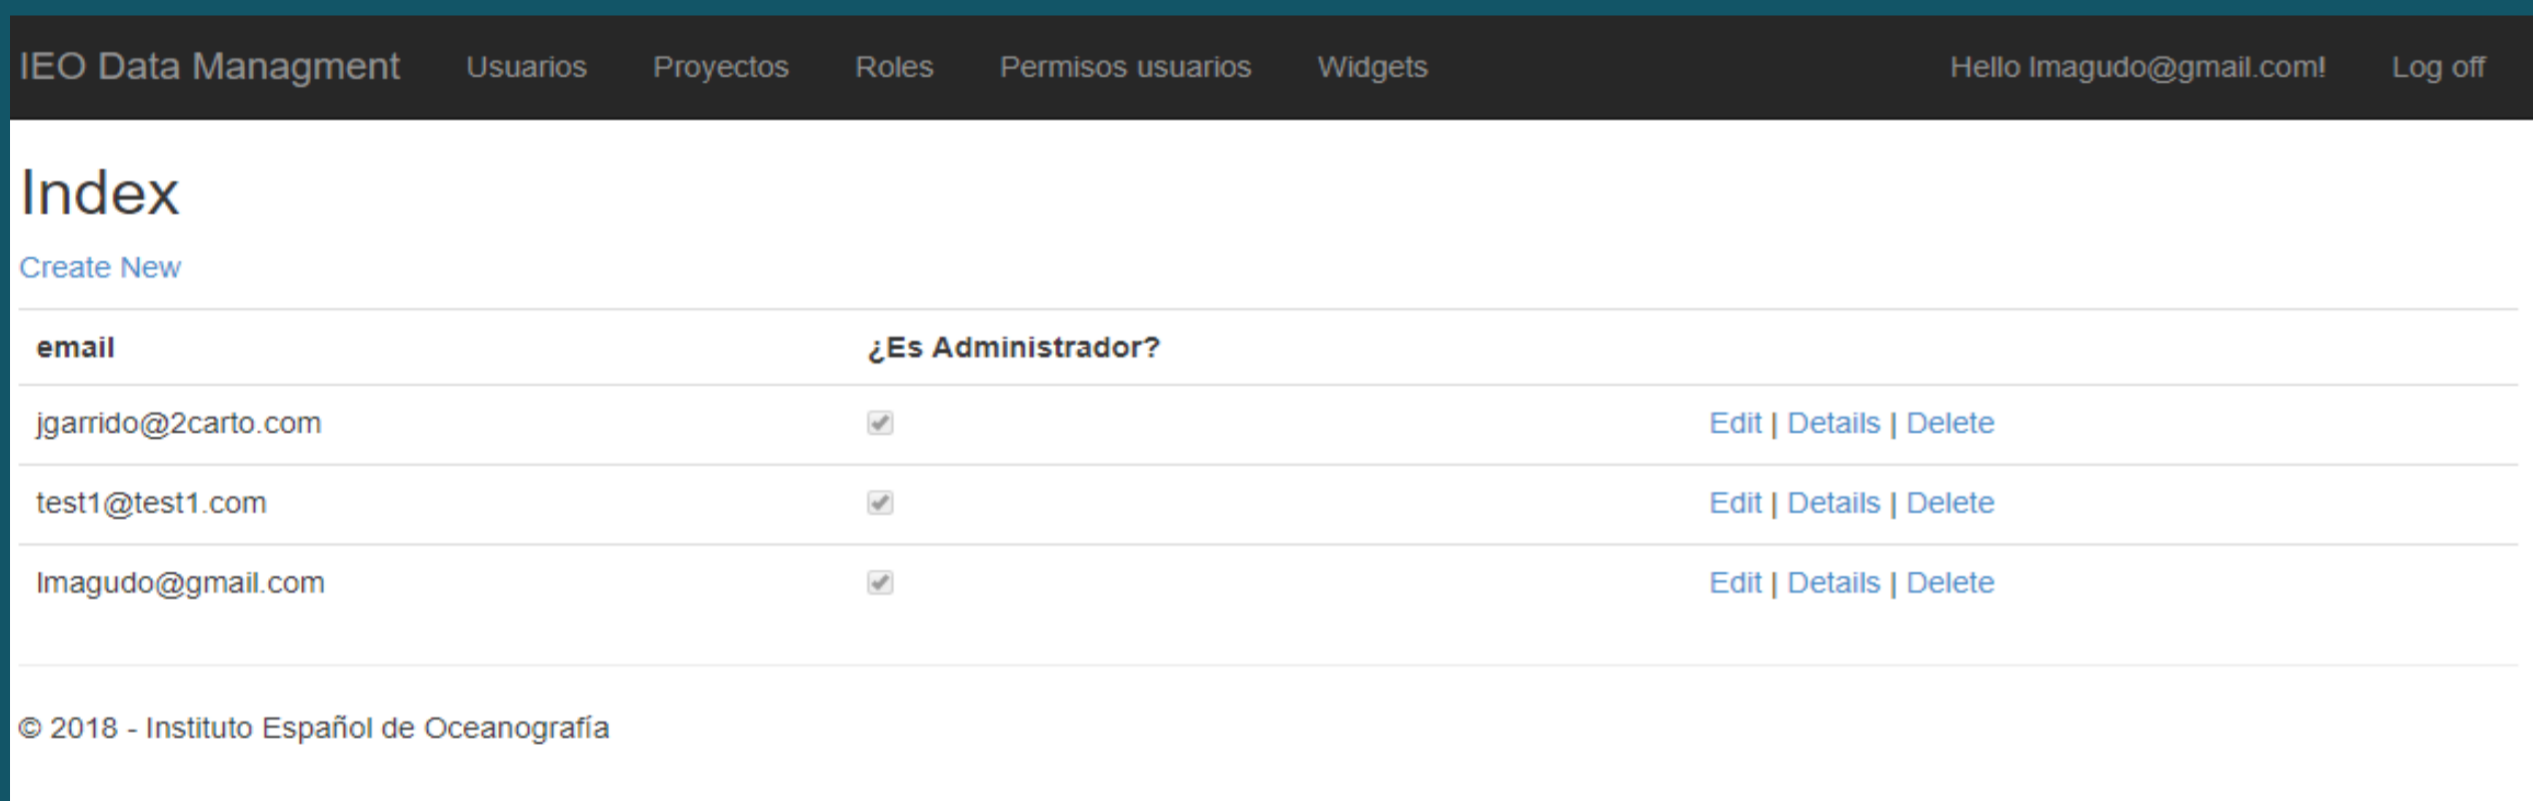 IEO Data Managment Usuarios Proyectos Roles Permisos usuarios Widgets Hello lmagudo@gmail.com! Log off
Index
Create New
email ¿Es Administrador?
jgarrido@2carto.com Edit | Details | Delete
test1@test1.com Edit | Details | Delete
lmagudo@gmail.com Edit | Details | Delete
© 2018 - Instituto Español de Oceanografía